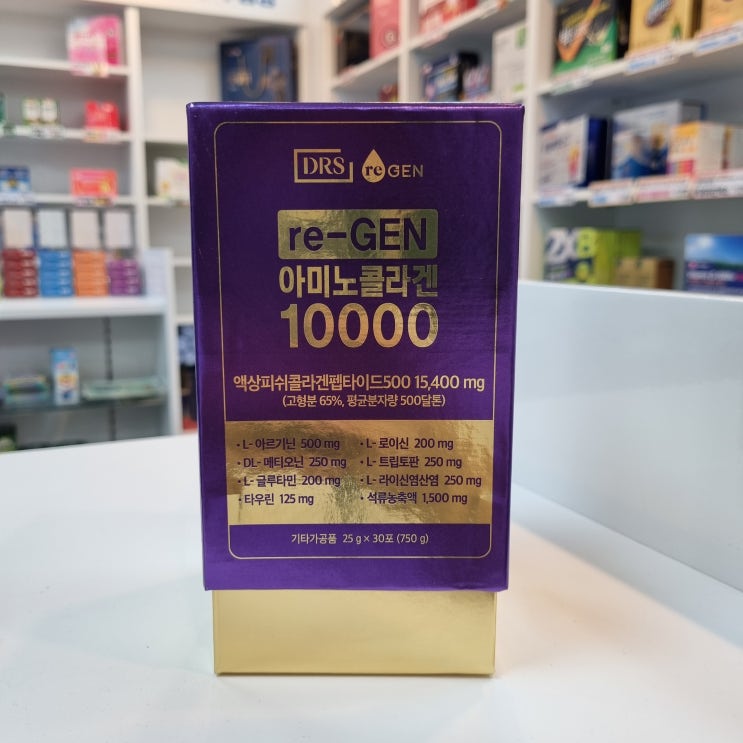 DRS re GEN
re-GEN
아미노콜라겐
10000
액상피쉬콜라겐펩타이드500 15,400 mg
(고형분 65%, 평균분자량 500달톤)
• L- 아르기닌 500 mg • L- 로이신 200 mg
• DL- 메티오닌 250 mg • L- 트립토판 250 mg
• L- 글루타민 200 mg • L- 라이신염산염 250 mg
• 타우린 125 mg • 석류농축액 1,500 mg
기타가공품 25 g × 30포 (750 g)